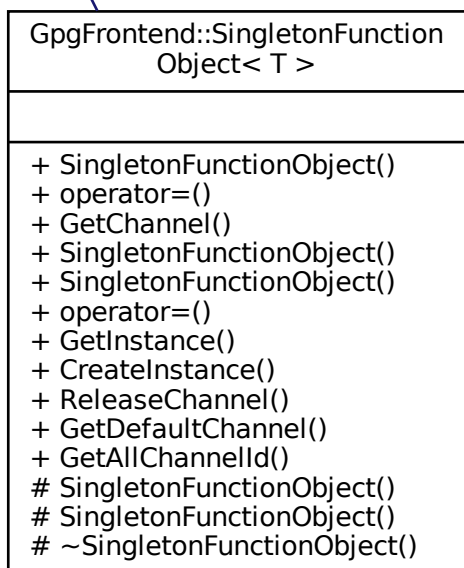 GpgFrontend::SingletonFunction
Object< T >
+ SingletonFunctionObject()
+ operator=()
+ GetChannel()
+ SingletonFunctionObject()
+ SingletonFunctionObject()
+ operator=()
+ GetInstance()
+ CreateInstance()
+ ReleaseChannel()
+ GetDefaultChannel()
+ GetAllChannelId()
# SingletonFunctionObject()
# SingletonFunctionObject()
# ~SingletonFunctionObject()